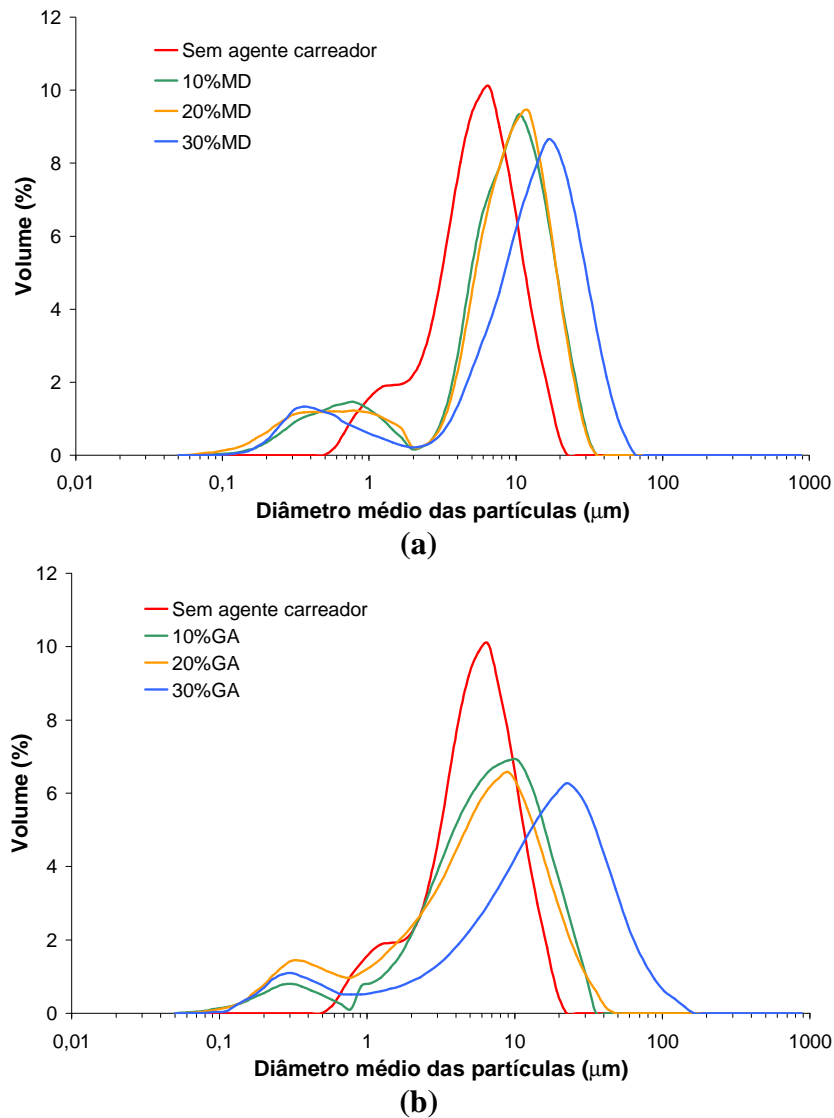 12
10
8
6
4
2
0
Volume (%)
Sem agente carreador
10%MD
20%MD
30%MD
0,01 0,1 1 10 100 1000
Diâmetro médio das partículas (μm)
(a)
12
10
8
6
4
2
0
Volume (%)
Sem agente carreador
10%GA
20%GA
30%GA
0,01 0,1 1 10 100 1000
Diâmetro médio das partículas (μm)
(b)